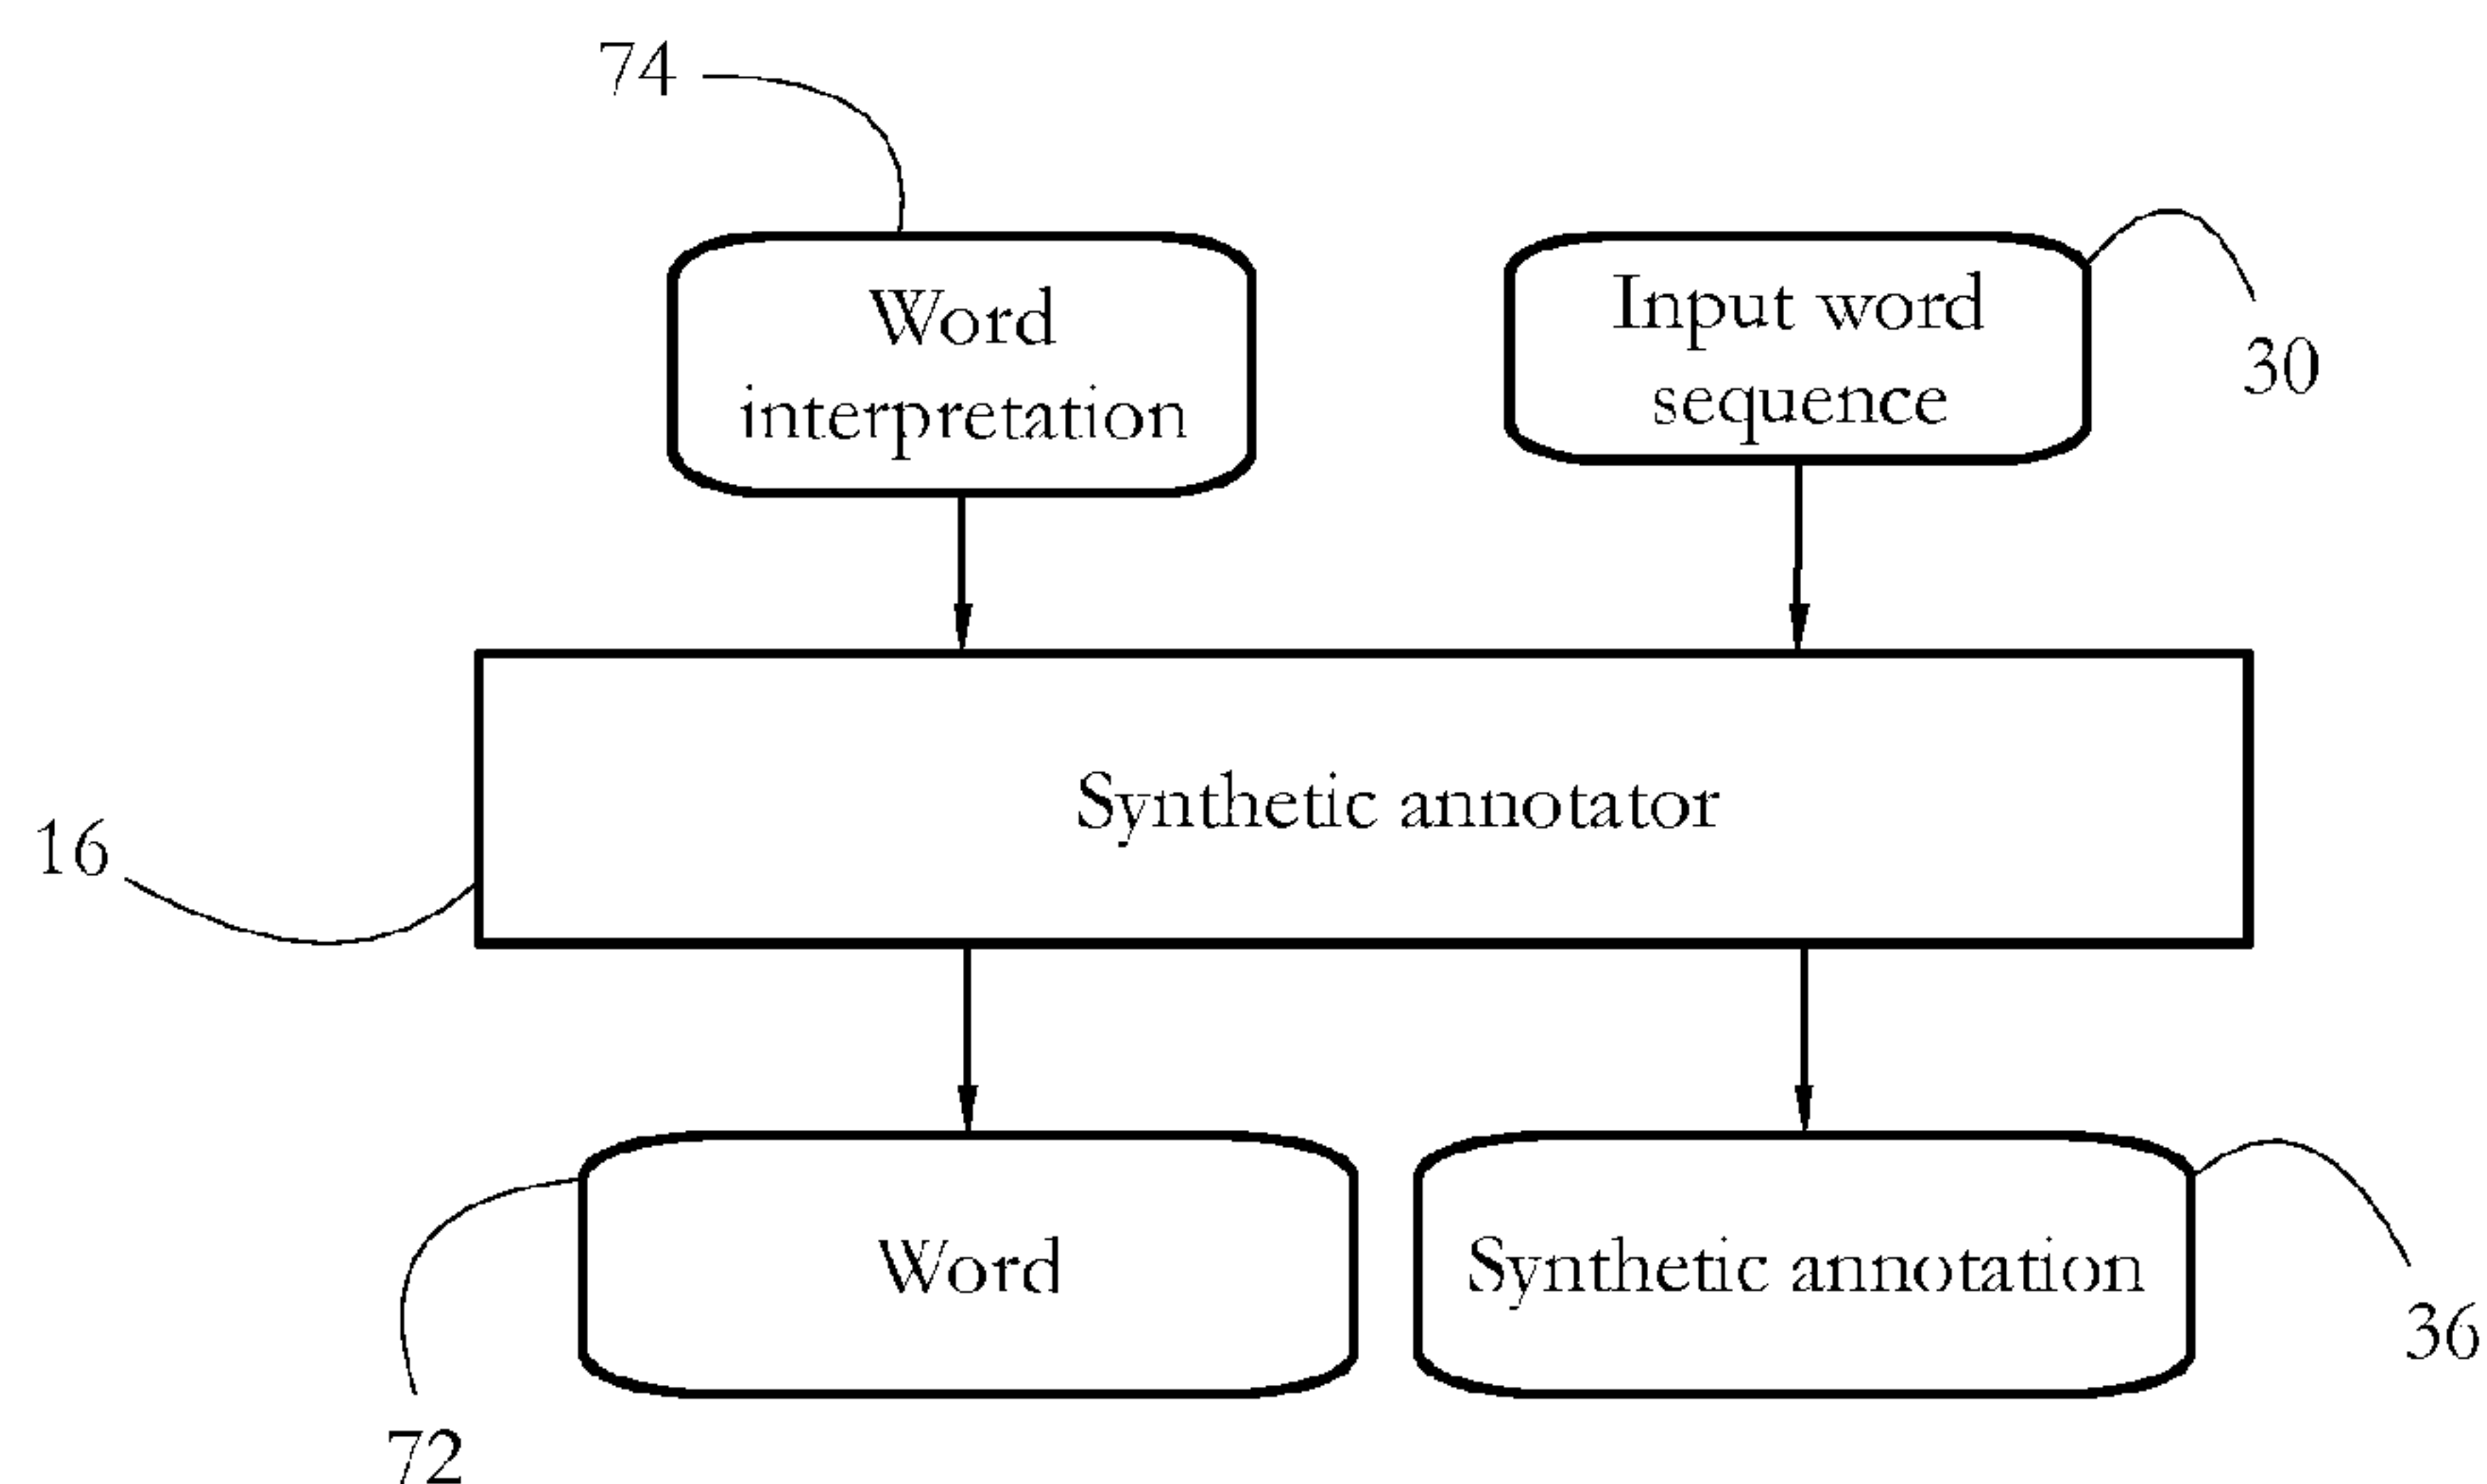 74
Word
interpretation
Input word
sequence
30
Synthetic annotator
16
Word
Synthetic annotation
36
72